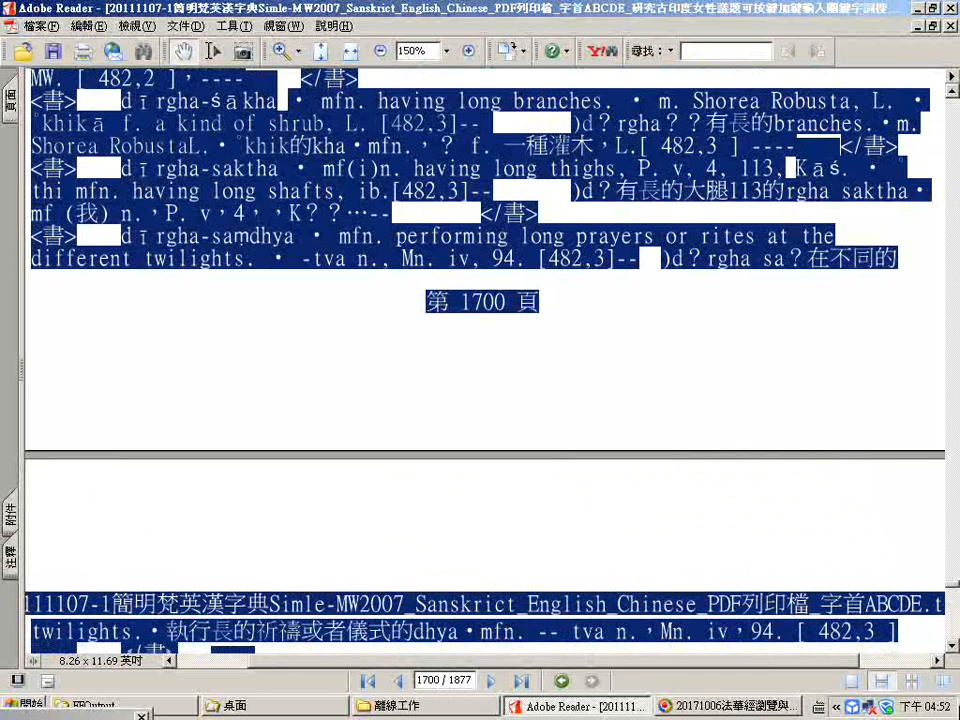 Adobe Reader - [20111107-1簡明梵英漢字典Simle-MW2007_Sanskrict_English_Chinese_PDF列印檔_字首ABCDE_研究古印度女性議題可按鍵加鍵輸入關鍵字詞搜
檔案(F) 編輯(E) 檢視(V) 文件(D) 工具(T) 視窗(W) 說明(H)
150% 尋找：
頁面
MW. [ 482,2 ]，---- </書>
<書> dīrgha-śākha ・ mfn. having long branches. ・ m. Shorea Robusta, L. ・
°khikā f. a kind of shrub, L. [482,3]-- )d？rgha？？有長的branches.・m.
Shorea RobustaL.・°khik的kha・mfn.，？ f. 一種灌木，L.[ 482,3 ] ---- </書>
<書> dīrgha-saktha ・ mf(i)n. having long thighs, P. v, 4, 113, Kāś. ・ °
thi mfn. having long shafts, ib.[482,3]-- )d？有長的大腿113的rgha saktha・
mf (我) n.，P. v，4，，K？？…-- </書>
<書> dīrgha-saṃdhya ・ mfn. performing long prayers or rites at the
different twilights. ・ -tva n., Mn. iv, 94. [482,3]-- )d？rgha sa？在不同的
第 1700 頁
附件
注釋
111107-1簡明梵英漢字典Simle-MW2007_Sanskrict_English_Chinese_PDF列印檔_字首ABCDE.t
twilights.・執行長的祈禱或者儀式的dhya・mfn. -- tva n.，Mn. iv，94. [ 482,3 ]
</書>
8.26 x 11.69 英吋
1700 / 1877
開始 FFOutput 桌面 離線工作 Adobe Reader - [2011... 20171006法華經瀏覽與... 下午 04:52